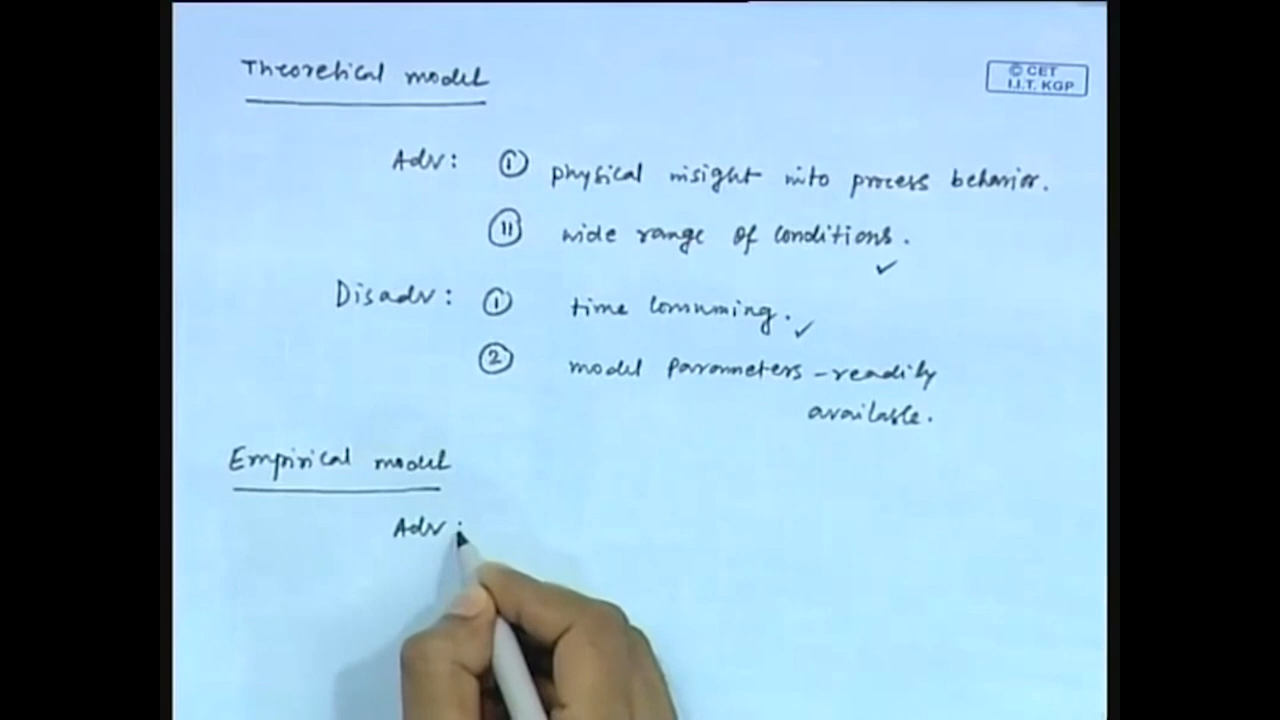 Theoretical model
© CET
I.I.T. KGP
Adv: (I) physical insight into process behavior.
(II) wide range of conditions. ✓
Disadv: (1) time consuming. ✓
(2) model parameters - readily
available.
Empirical model
Adv: